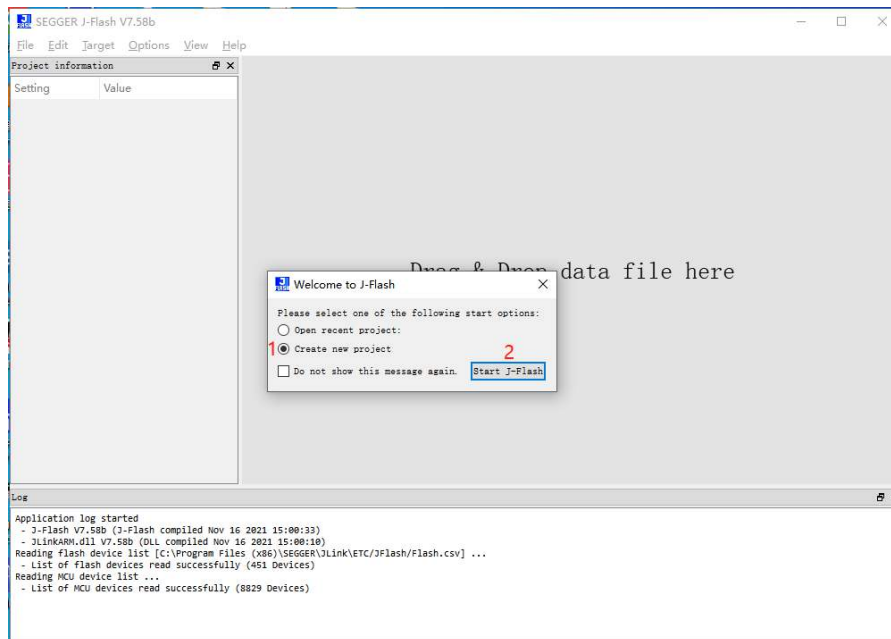 SEGGER J-Flash V7.58b
File Edit Target Options View Help
Project information
Setting Value
Drag & Drop data file here
Welcome to J-Flash
Please select one of the following start options:
Open recent project:
1 Create new project
2
Do not show this message again. Start J-Flash
Log
Application log started
- J-Flash V7.58b (J-Flash compiled Nov 16 2021 15:00:33)
- JLinkARM.dll V7.58b (DLL compiled Nov 16 2021 15:00:10)
Reading flash device list [C:\Program Files (x86)\SEGGER\JLink\ETC/JFlash/Flash.csv] ...
- List of flash devices read successfully (451 Devices)
Reading MCU device list ...
- List of MCU devices read successfully (8829 Devices)